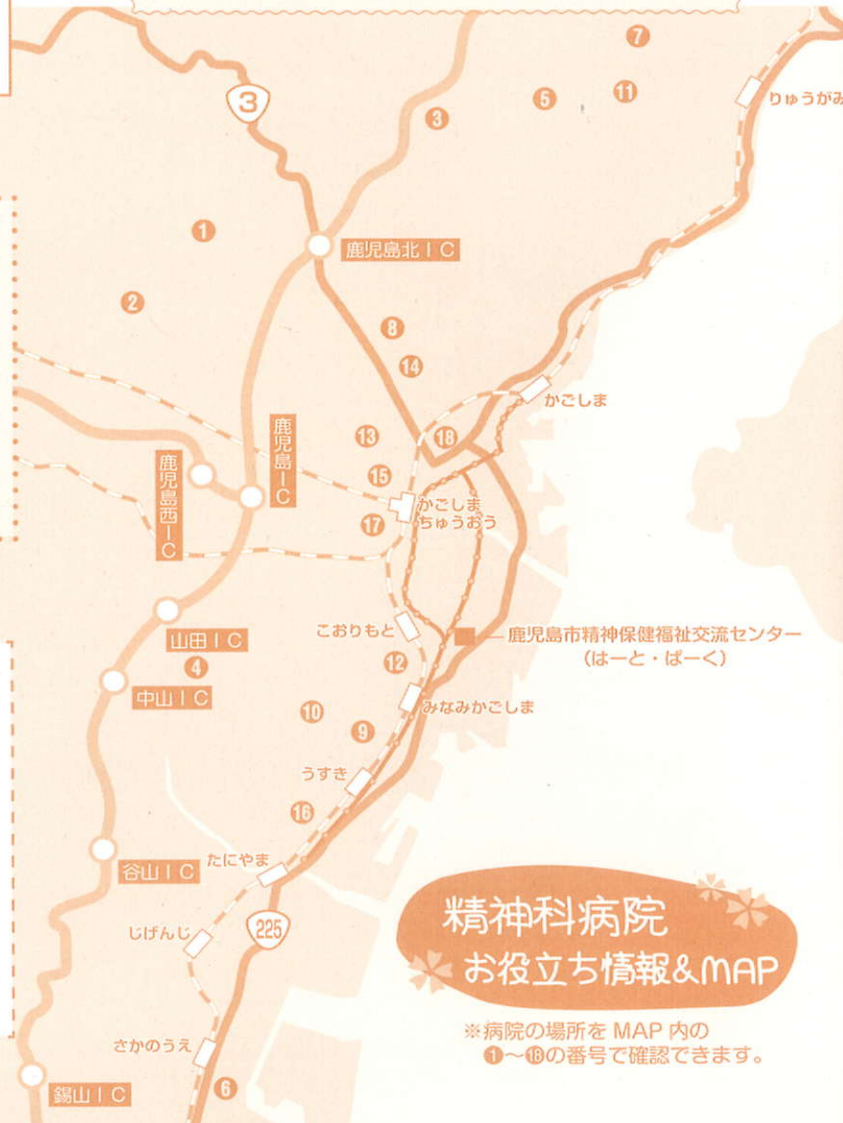 7
3
5
11
りゅうがみ
3
1
鹿児島北IC
2
8
14
かごしま
13
18
鹿児島IC
鹿児島西IC
15
かごしま
ちゅうおう
17
山田IC
こおりもと
鹿児島市精神保健福祉交流センター
(はーと・ぱーく)
4
12
中山IC
10
みなみかごしま
9
うすき
16
谷山IC
たにやま
精神科病院
お役立ち情報&MAP
じげんじ
225
※病院の場所を MAP 内の
❶~⓲の番号で確認できます。
さかのうえ
6
錫山IC